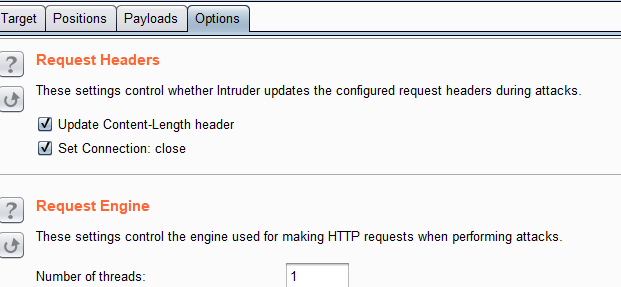 Target Positions Payloads Options
? Request Headers
These settings control whether Intruder updates the configured request headers during attacks.
Update Content-Length header
Set Connection: close
? Request Engine
These settings control the engine used for making HTTP requests when performing attacks.
Number of threads: 1